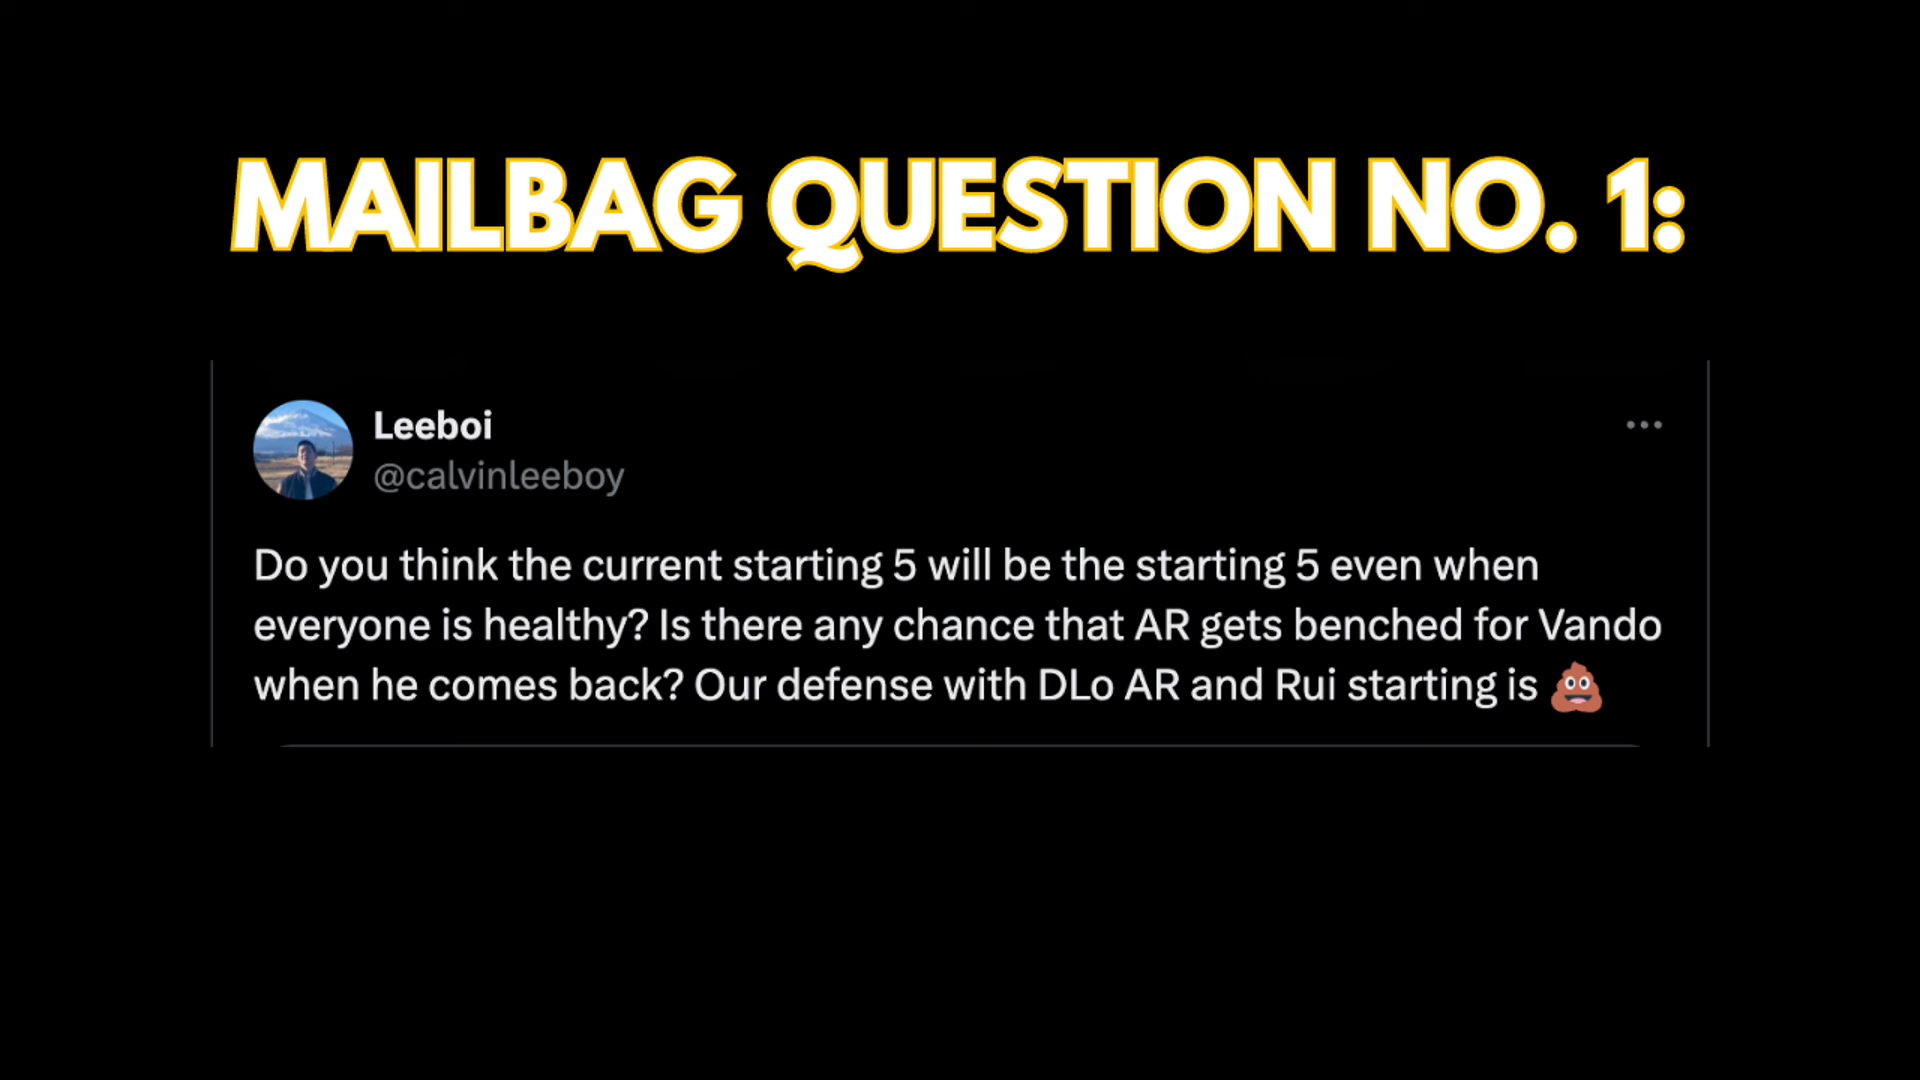 MAILBAG QUESTION NO. 1:
Leeboi
@calvinleeboy
Do you think the current starting 5 will be the starting 5 even when
everyone is healthy? Is there any chance that AR gets benched for Vando
when he comes back? Our defense with DLo AR and Rui starting is 💩